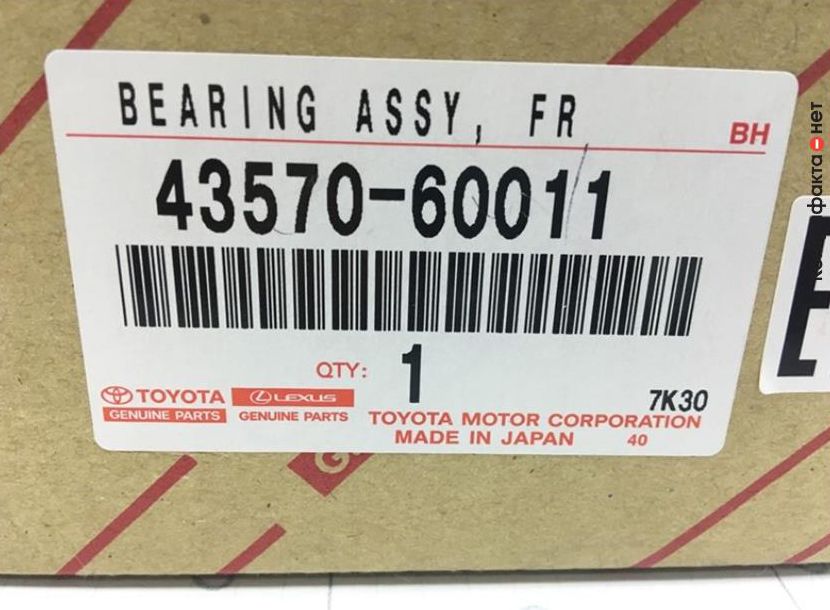 BEARING ASSY, FR
BH
43570-60011
QTY: 1
TOYOTA
GENUINE PARTS
LEXUS
GENUINE PARTS
7K30
TOYOTA MOTOR CORPORATION
MADE IN JAPAN 40
факта нет